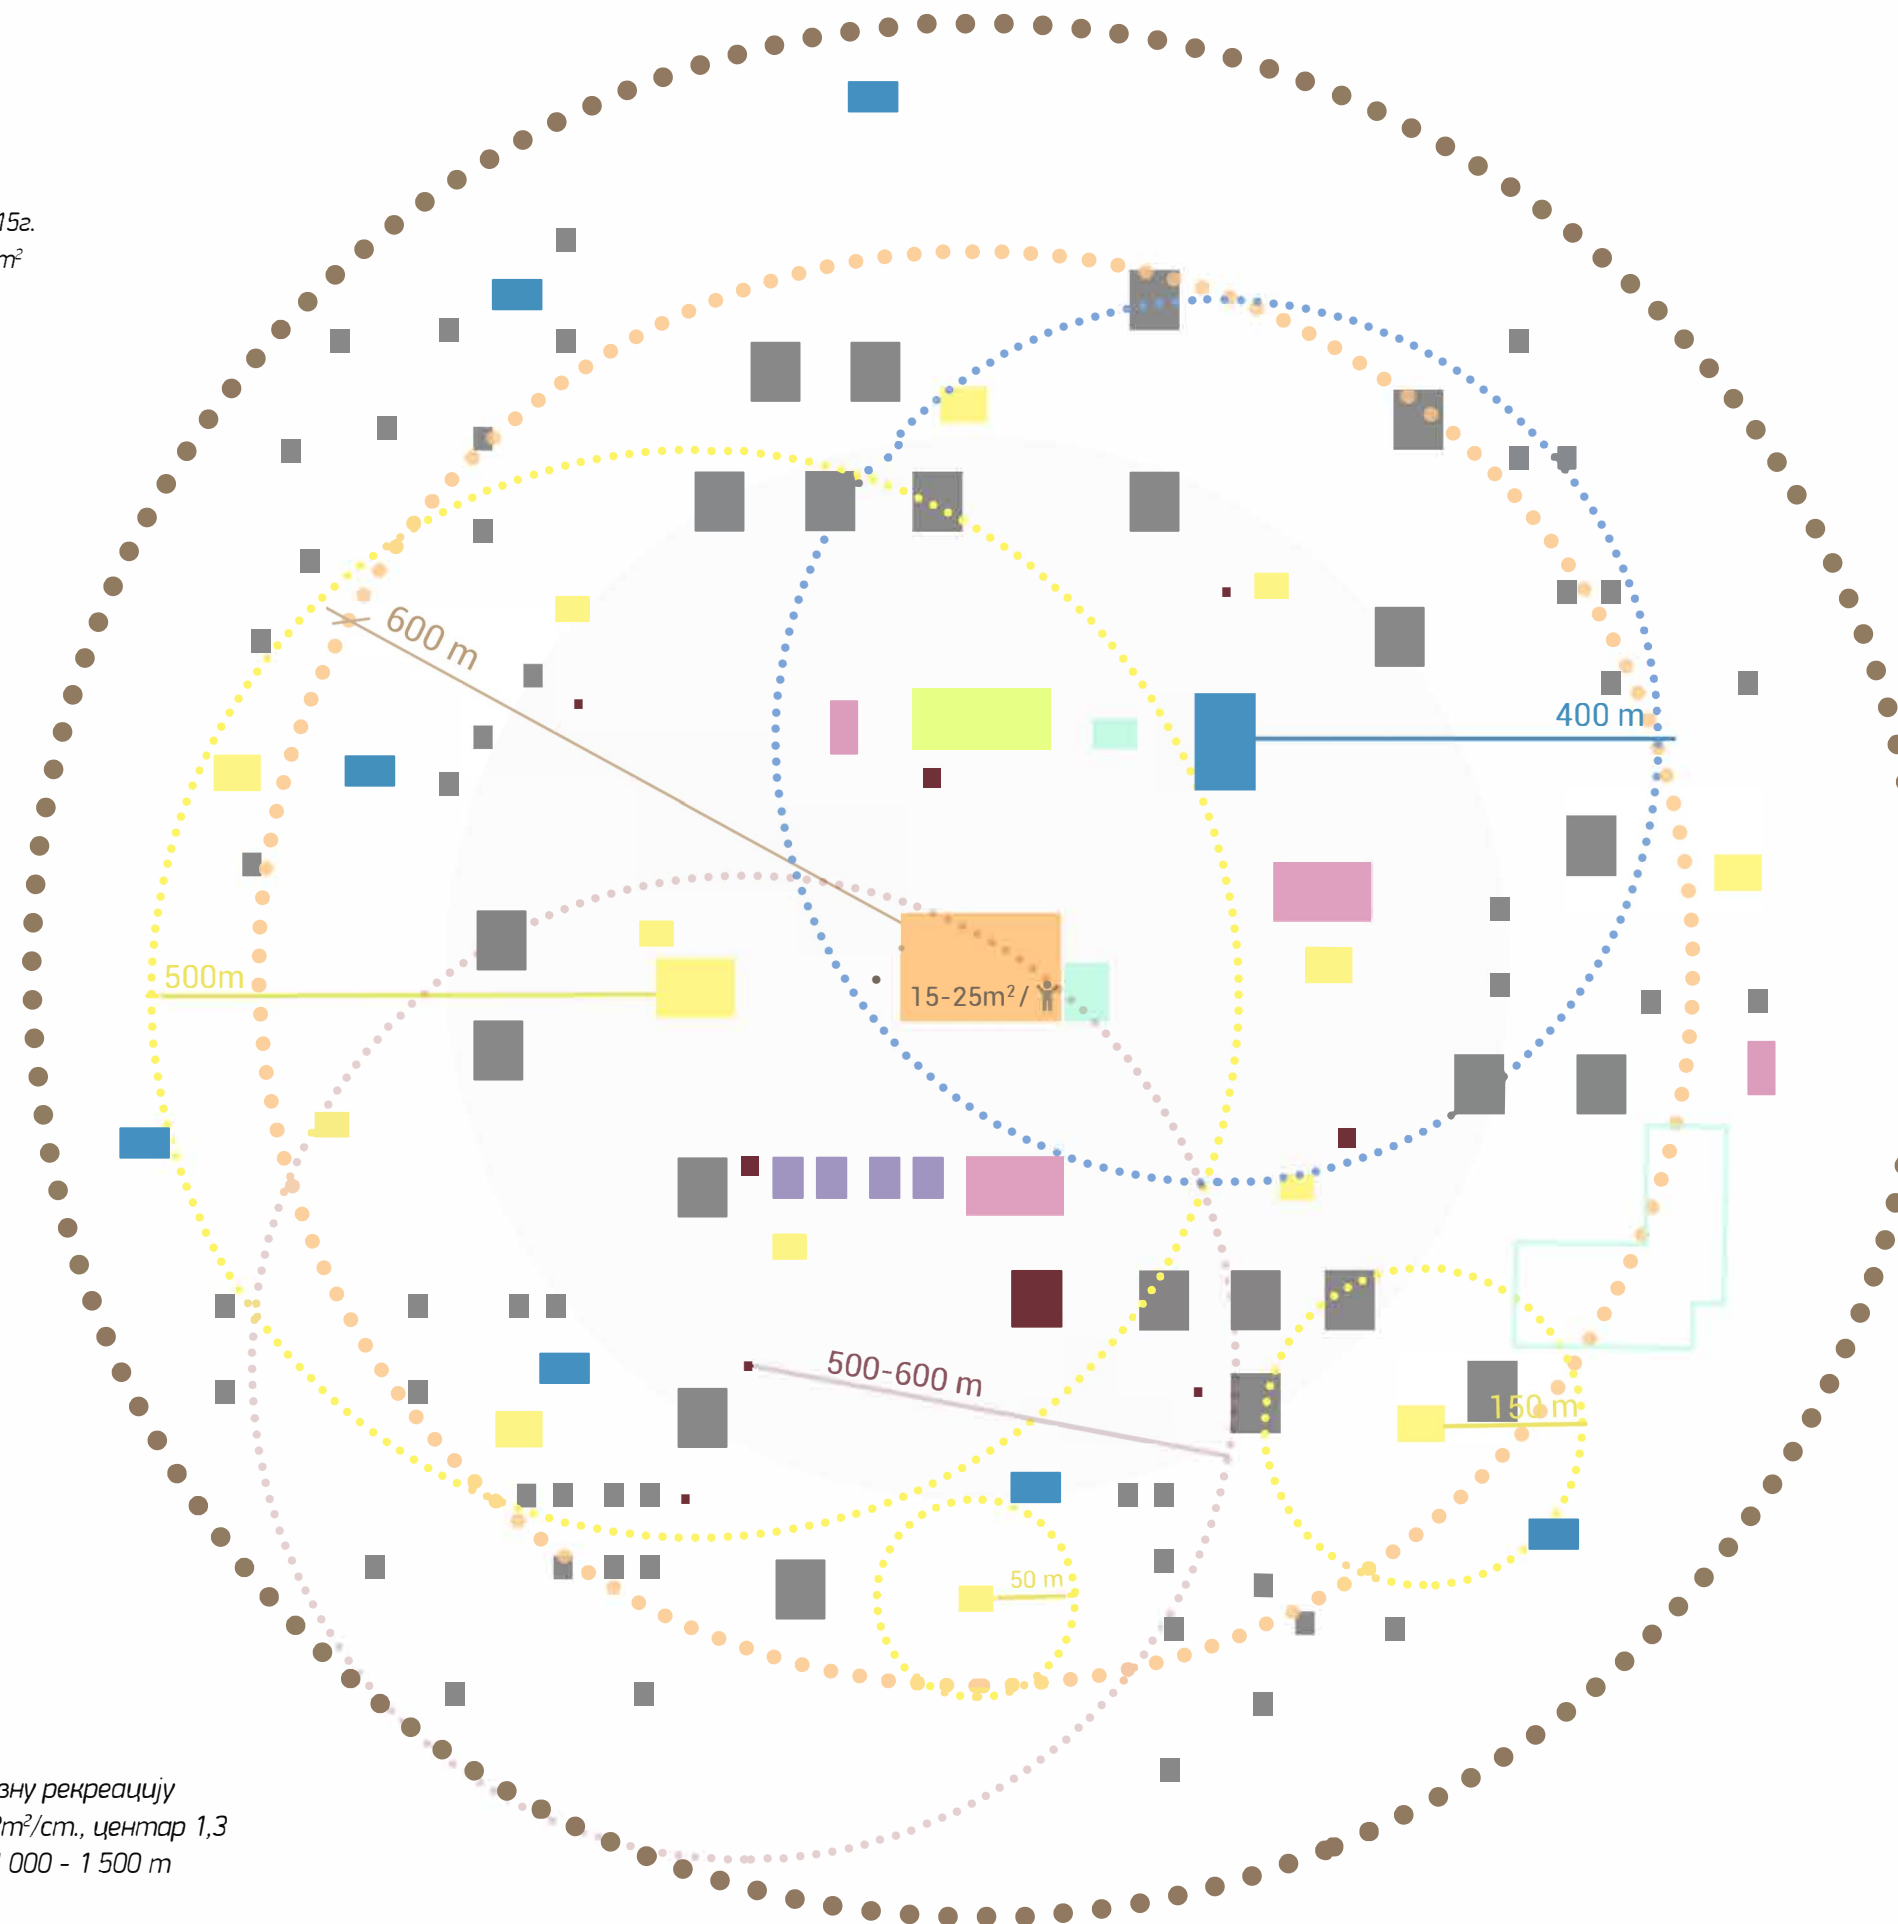 15г.
m²
600 m
400 m
500m
15-25m²/
500-600 m
150 m
50 m
зну рекреацију
m²/ст., центар 1,3
000 - 1 500 m